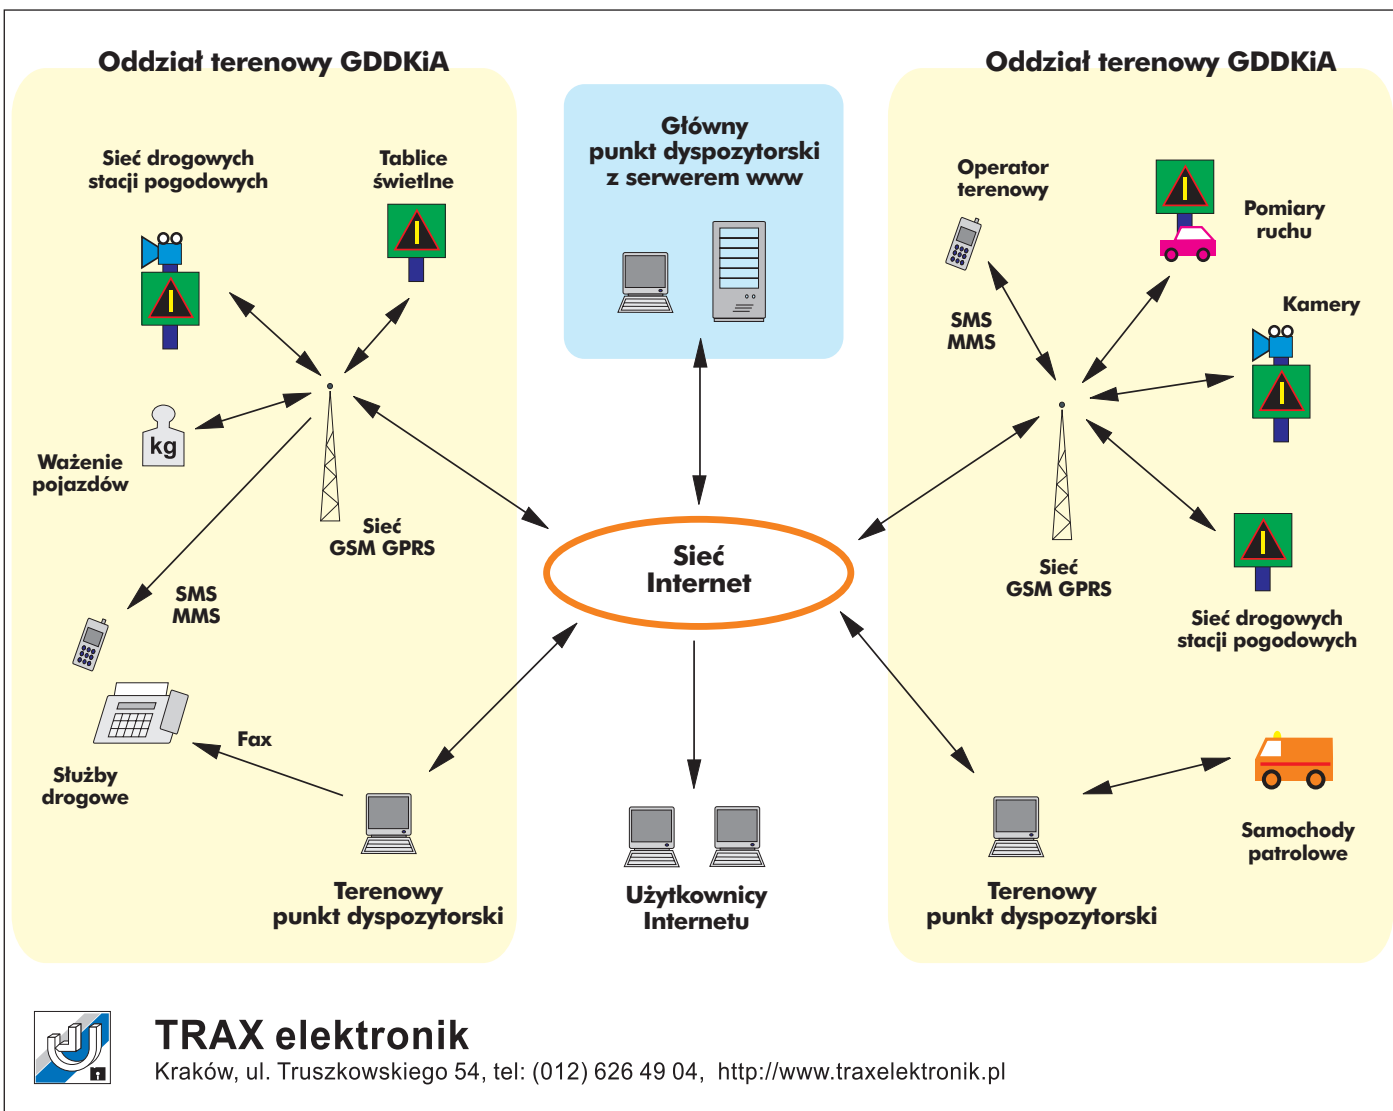 Oddział terenowy GDDKiA
Sieć drogowych
stacji pogodowych
Tablice
świetlne
kg
Ważenie
pojazdów
Sieć
GSM GPRS
SMS
MMS
Służby
drogowe
Fax
Terenowy
punkt dyspozytorski
Główny
punkt dyspozytorski
z serwerem www
Sieć
Internet
Użytkownicy
Internetu
Oddział terenowy GDDKiA
Operator
terenowy
Pomiary
ruchu
SMS
MMS
Kamery
Sieć
GSM GPRS
Sieć drogowych
stacji pogodowych
Samochody
patrolowe
Terenowy
punkt dyspozytorski
TRAX elektronik
Kraków, ul. Truszkowskiego 54, tel: (012) 626 49 04, http://www.traxelektronik.pl